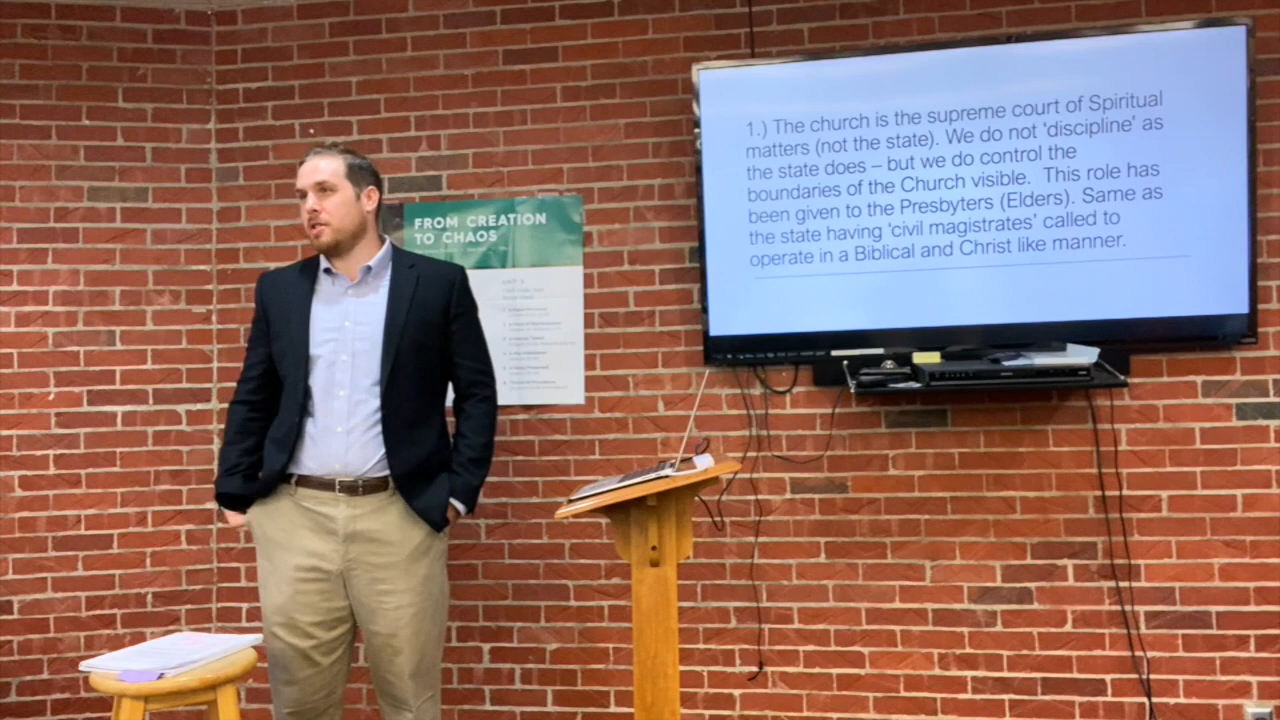 FROM CREATION
TO CHAOS
1.) The church is the supreme court of Spiritual
matters (not the state). We do not 'discipline' as
the state does – but we do control the
boundaries of the Church visible.  This role has
been given to the Presbyters (Elders). Same as
the state having 'civil magistrates' called to
operate in a Biblical and Christ like manner.